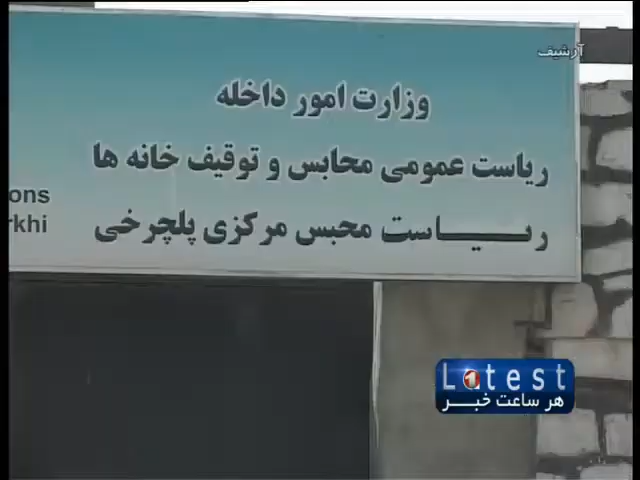 آرشیف
وزارت امور داخله
ریاست عمومی محابس و توقیف خانه ها
ریـــاست محبس مرکزی پلچرخی
ons
rkhi
Latest
هر ساعت خبر